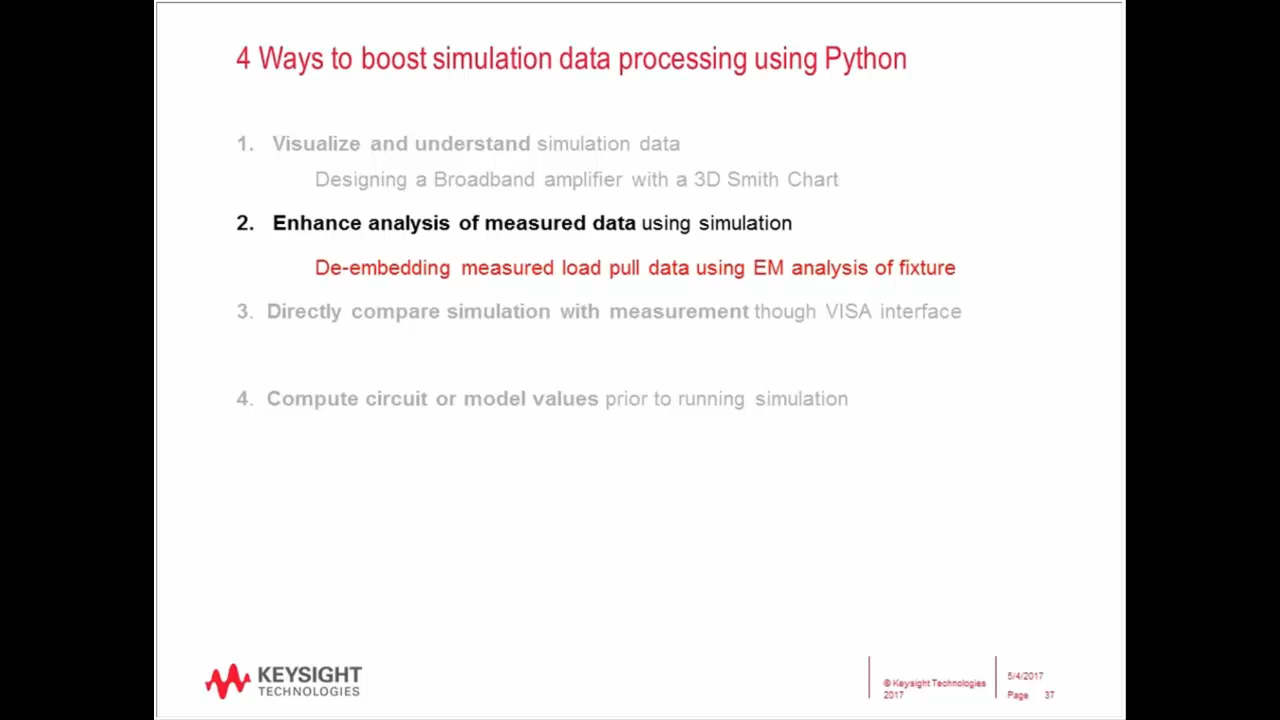 4 Ways to boost simulation data processing using Python
1. Visualize and understand simulation data
Designing a Broadband amplifier with a 3D Smith Chart
2. Enhance analysis of measured data using simulation
De-embedding measured load pull data using EM analysis of fixture
3. Directly compare simulation with measurement though VISA interface
4. Compute circuit or model values prior to running simulation
KEYSIGHT
TECHNOLOGIES
© Keysight Technologies
2017
5/4/2017
Page 37